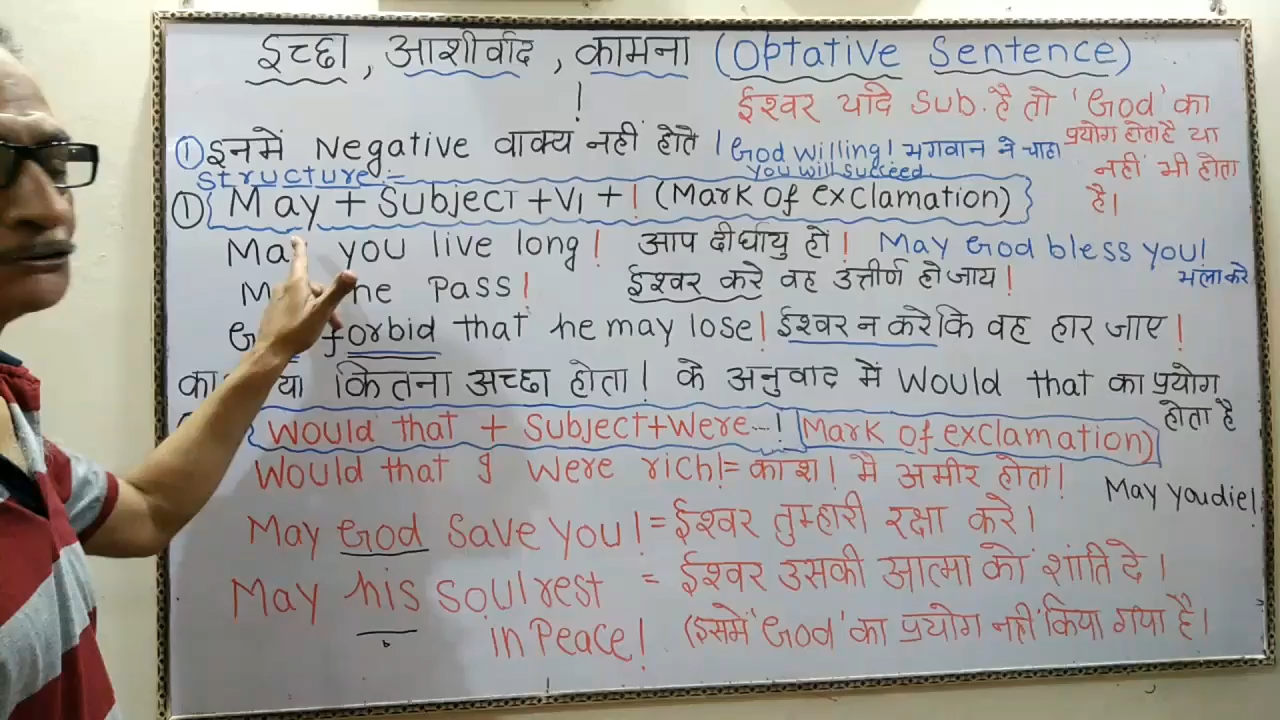 इच्छा, आशीर्वाद, कामना (Optative Sentence)
!
ईश्वर यदि Sub. है तो 'God' का
प्रयोग होता है या
नहीं भी होता
है।
① इनमें Negative वाक्य नहीं होते।
God willing! भगवान ने चाहा
you will succeed.
Structure:-
① May + Subject + V1 + ! (Mark of exclamation)
you live long! आप दीर्घायु हों! May God bless you!
भला करे
Pass! ईश्वर करे वह उत्तीर्ण हो जाय!
forbid that he may lose! ईश्वर न करे कि वह हार जाए!
या कितना अच्छा होता! के अनुवाद में Would that का प्रयोग
होता है
Would that + Subject + Were---! (Mark of exclamation)
Would that I were rich! = काश! मै अमीर होता!
May you die!
May God save you! = ईश्वर तुम्हारी रक्षा करे।
May his soul rest = ईश्वर उसकी आत्मा को शांति दे।
in Peace! (इसमें 'God' का प्रयोग नहीं किया गया है।